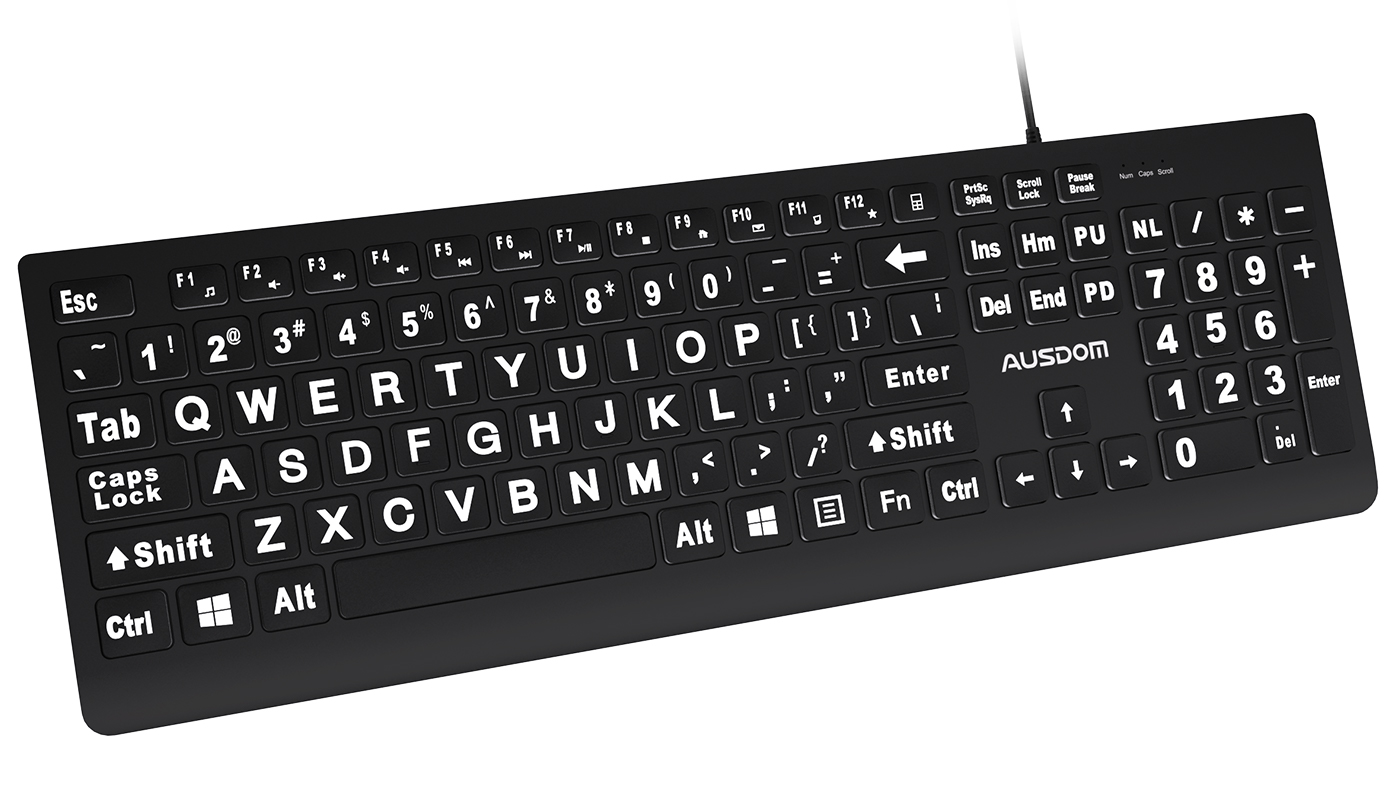 Esc F1 F2 F3 F4 F5 F6 F7 F8 F9 F10 F11 F12 PrtSc SysRq Scroll Lock Pause Break Num Caps Scroll
` ~ 1 ! 2 @ 3 # 4 $ 5 % 6 ^ 7 & 8 * 9 ( 0 ) - _ = + ← Ins Hm PU NL / * −
Tab Q W E R T Y U I O P [ { ] } \ ¦ Del End PD 7 8 9 +
Caps Lock A S D F G H J K L ; : , ” Enter AUSDOM 4 5 6
⬆Shift Z X C V B N M , < . > / ? ⬆Shift ↑ 1 2 3 Enter
Ctrl Alt Alt Fn Ctrl ← ↓ → 0 . Del